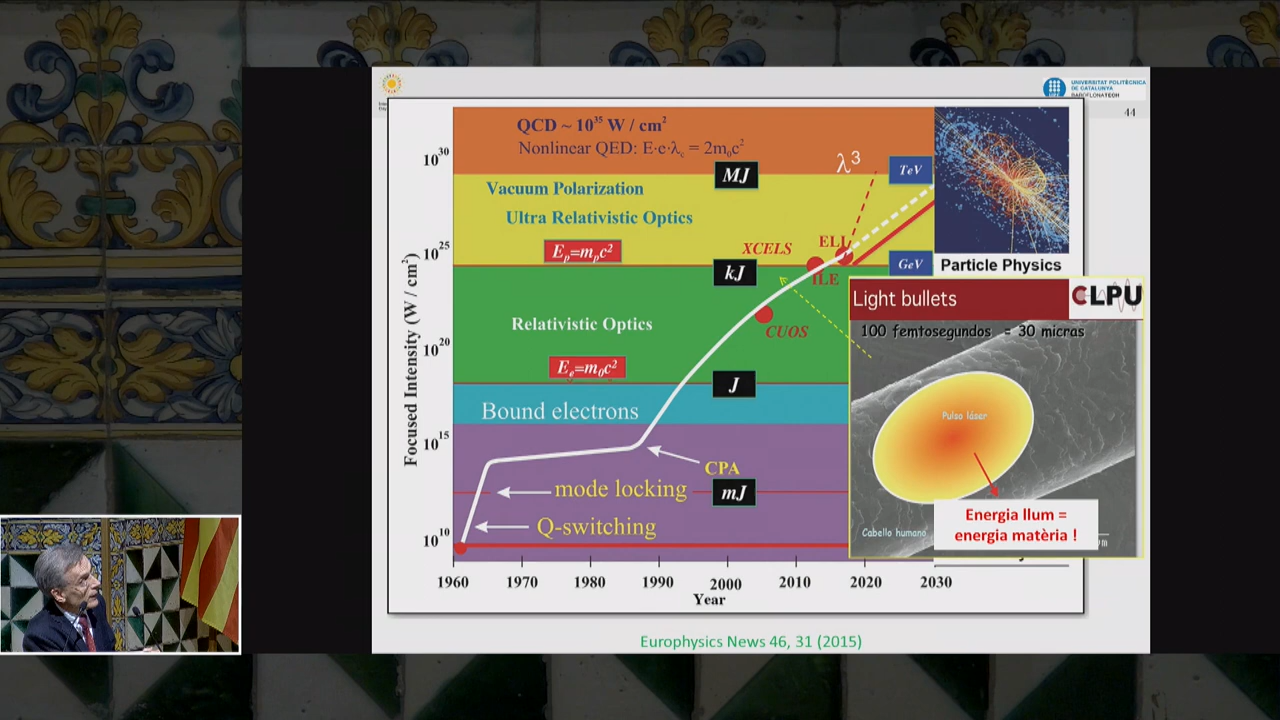 UNIVERSITAT POLITÈCNICA
DE CATALUNYA
BARCELONATECH
44
QCD ~ 10³⁵ W / cm²
Nonlinear QED: E·e·λc = 2m₀c²
λ³
MJ
TeV
Vacuum Polarization
Ultra Relativistic Optics
Eₚ=mₚc²
XCELS
ELI
ILE
kJ
GeV
Particle Physics
Relativistic Optics
CUOS
Eₑ=m₀c²
J
Bound electrons
CPA
mode locking
mJ
Q-switching
Focused Intensity (W / cm²)
10³⁰
10²⁵
10²⁰
10¹⁵
10¹⁰
1960 1970 1980 1990 2000 2010 2020 2030
Year
Light bullets
CLPU
100 femtosegundos = 30 micras
Pulso láser
Energia llum =
energia matèria !
Cabello humano
Europhysics News 46, 31 (2015)